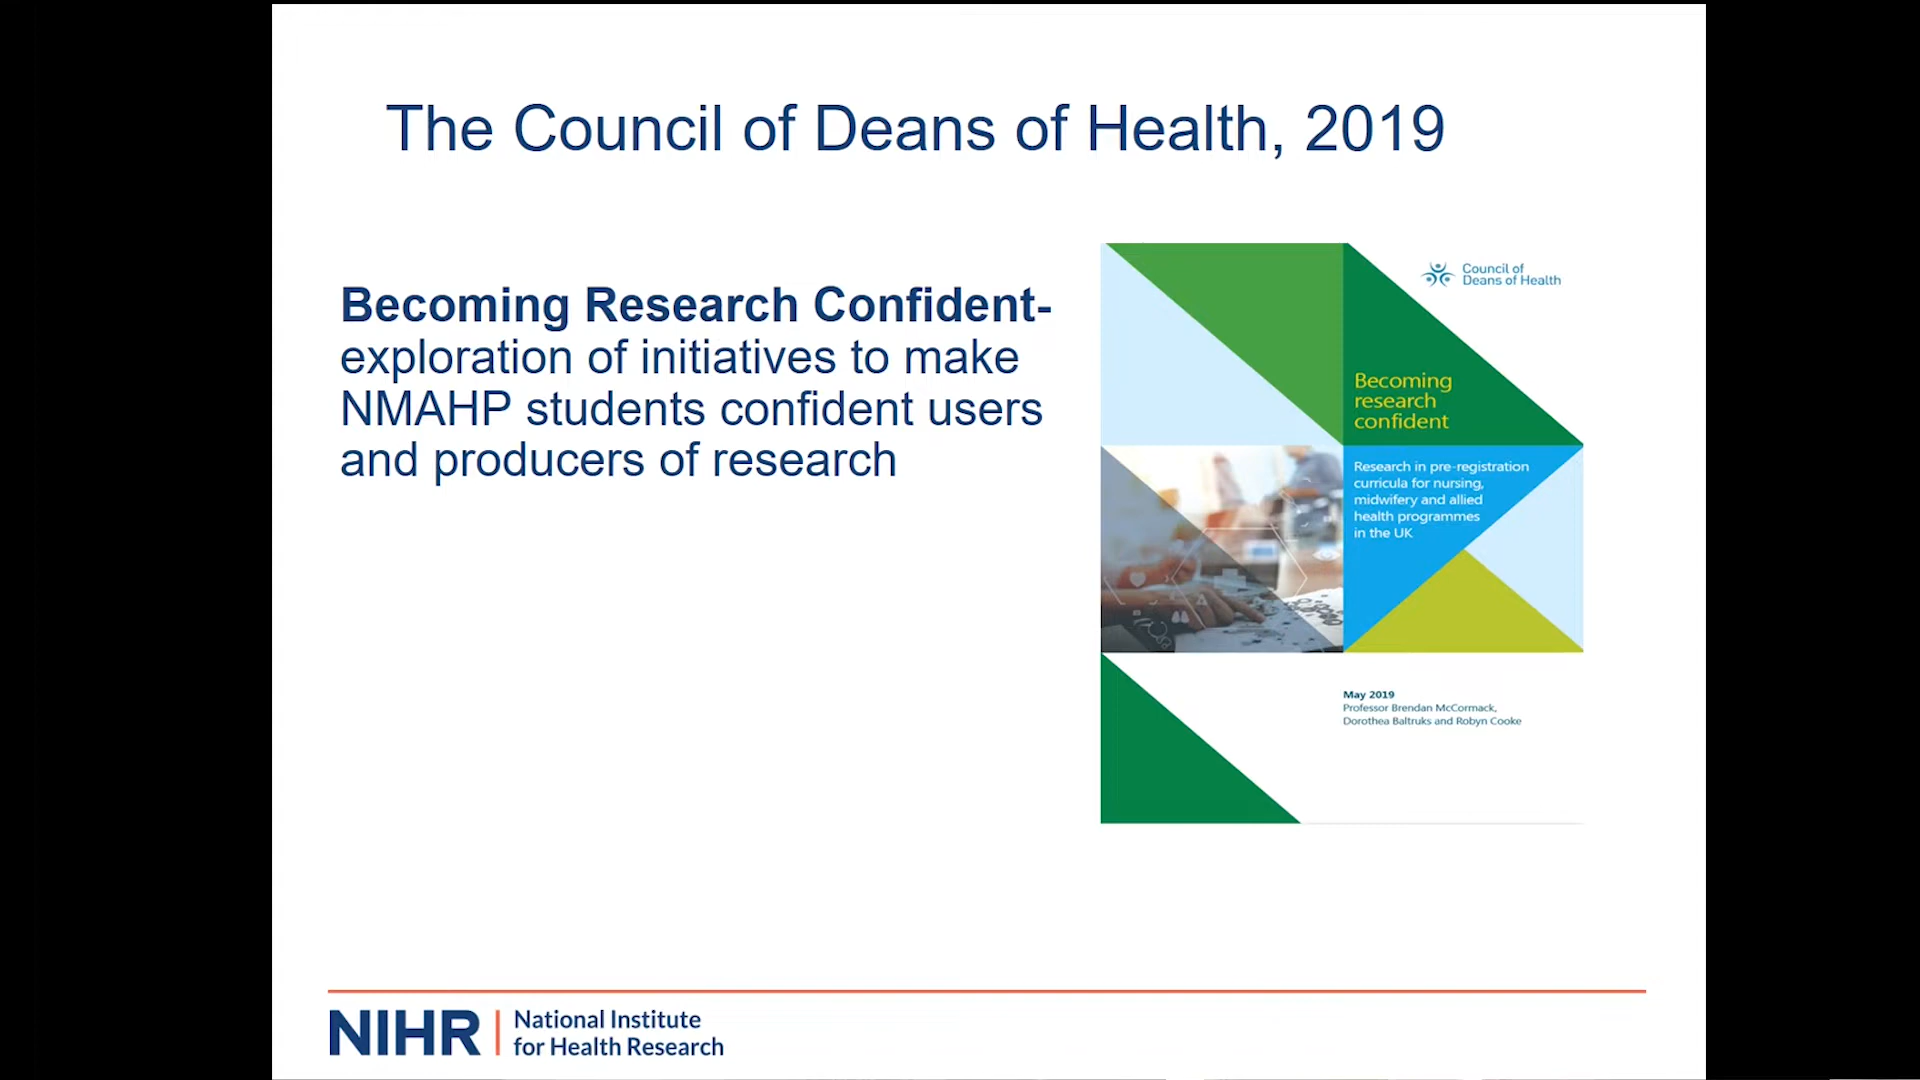 The Council of Deans of Health, 2019
Becoming Research Confident-
exploration of initiatives to make
NMAHP students confident users
and producers of research
Council of
Deans of Health
Becoming
research
confident
Research in pre-registration
curricula for nursing,
midwifery and allied
health programmes
in the UK
May 2019
Professor Brendan McCormack,
Dorothea Baltruks and Robyn Cooke
NIHR | National Institute
for Health Research